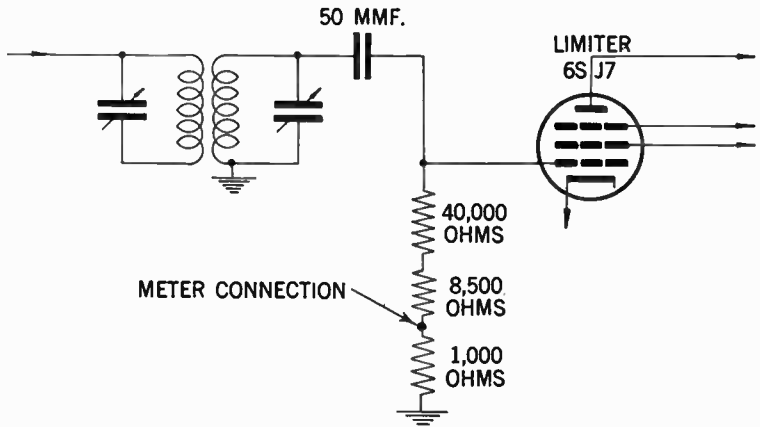 50 MMF.
LIMITER
6SJ7
40,000
OHMS
METER CONNECTION
8,500
OHMS
1,000
OHMS